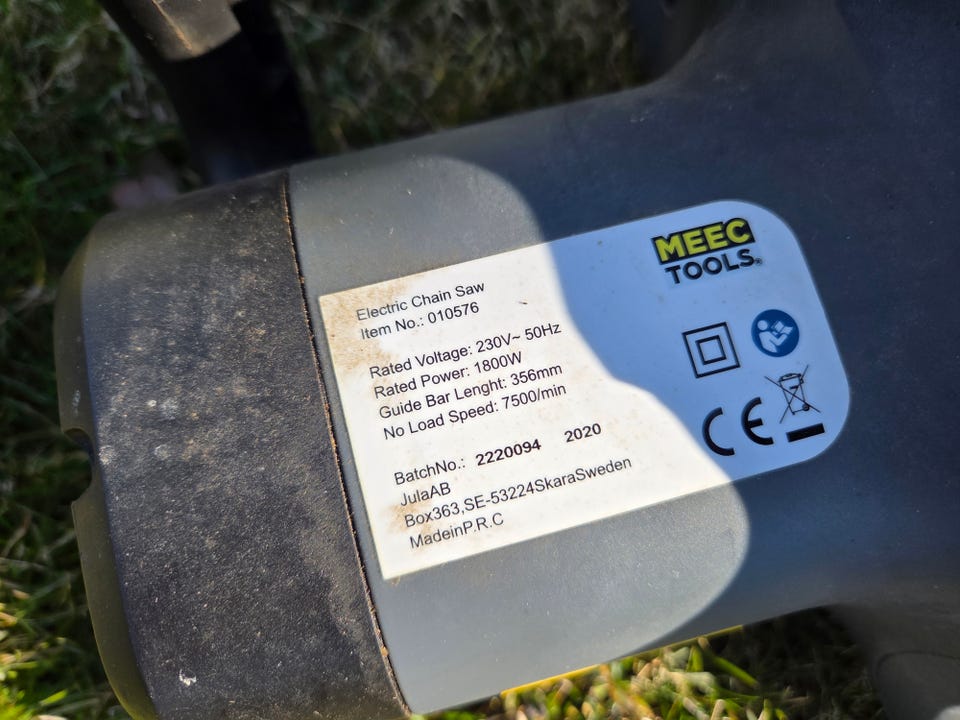 MEEC
TOOLS®
Electric Chain Saw
Item No.: 010576
Rated Voltage: 230V~ 50Hz
Rated Power: 1800W
Guide Bar Lenght: 356mm
No Load Speed: 7500/min
BatchNo.: 2220094 2020
JulaAB
Box363,SE-53224SkaraSweden
MadeinP.R.C
CE